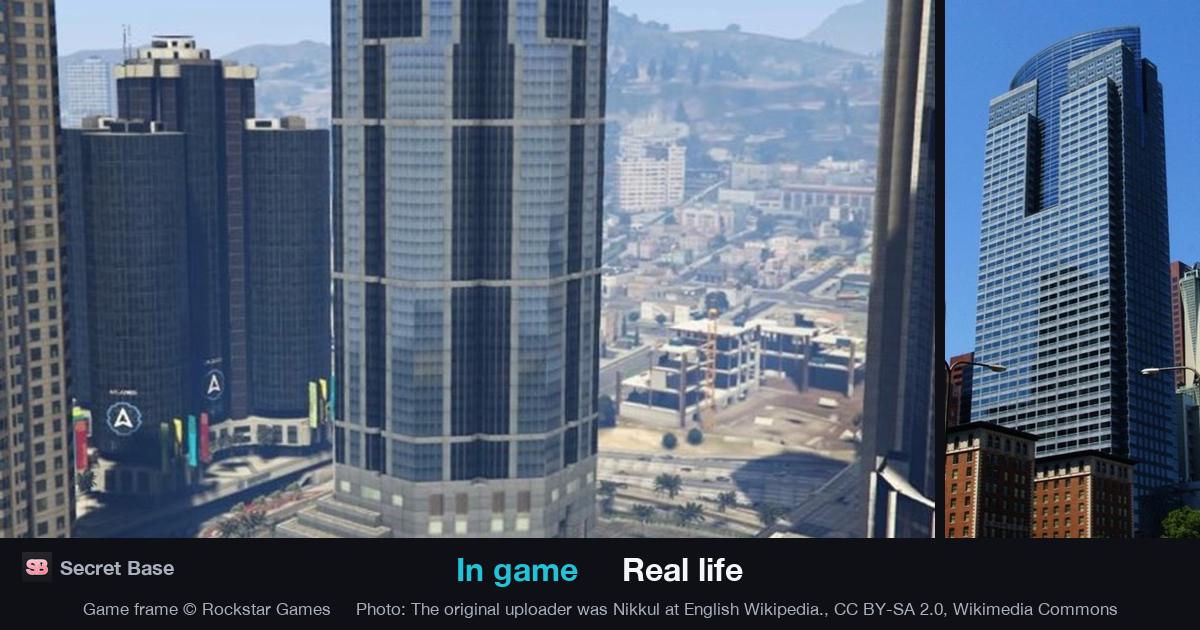 SB Secret Base
In game Real life
Game frame © Rockstar Games Photo: The original uploader was Nikkul at English Wikipedia., CC BY-SA 2.0, Wikimedia Commons